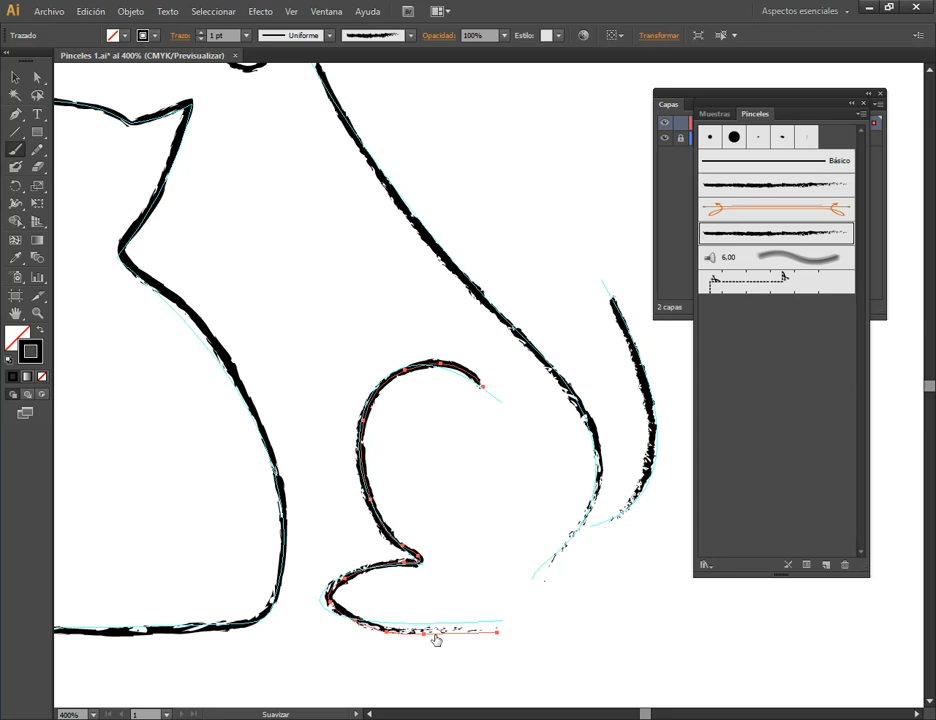 Ai Archivo Edición Objeto Texto Seleccionar Efecto Ver Ventana Ayuda Br Aspectos esenciales
Trazado Trazo: 1 pt Uniforme Opacidad: 100% Estilo: Transformar
Pinceles 1.ai* al 400% (CMYK/Previsualizar) ×
Capas
Muestras Pinceles
Básico
6,00
2 capas
400% 1 Suavizar